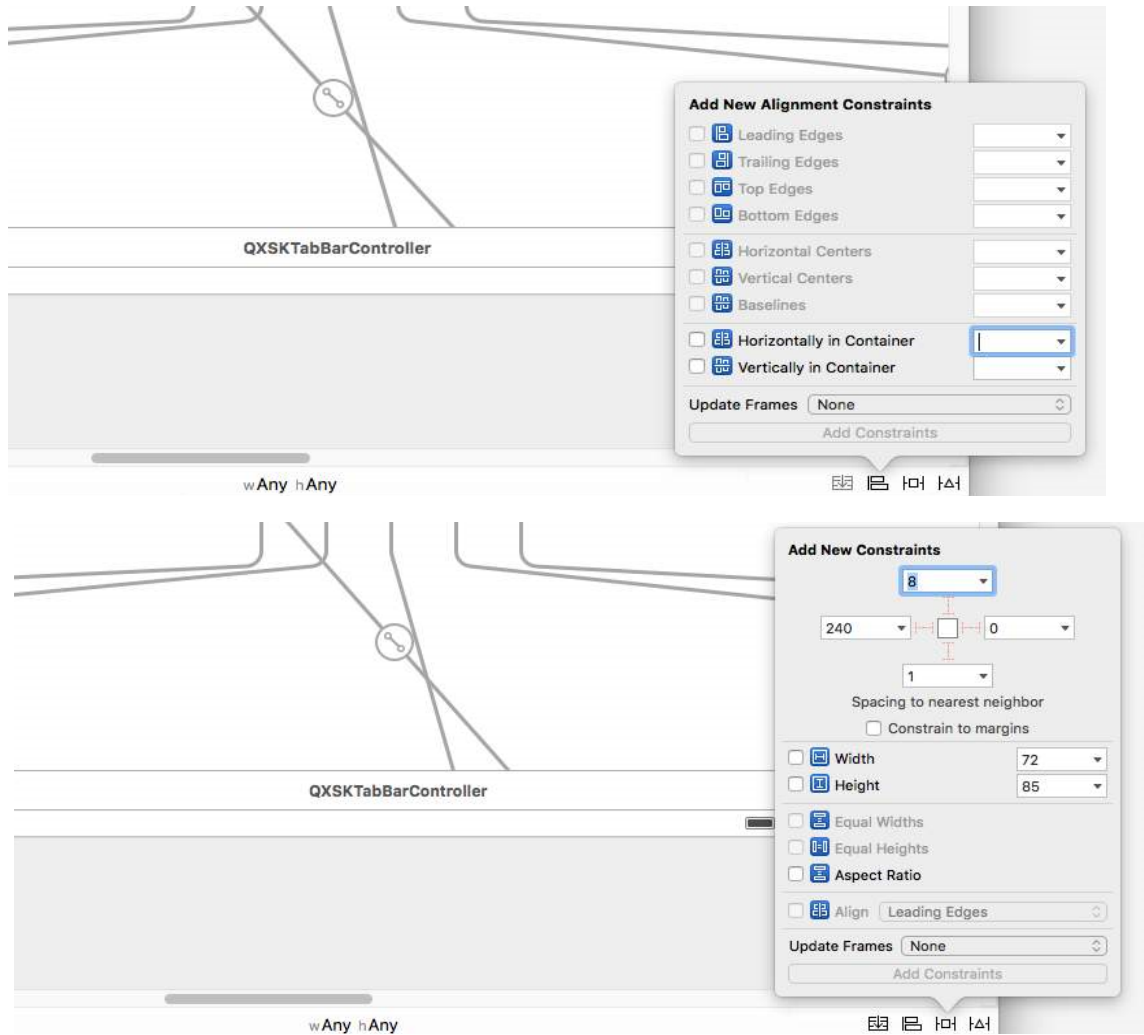 Add New Alignment Constraints
Leading Edges
Trailing Edges
Top Edges
Bottom Edges
QXSKTabBarController
Horizontal Centers
Vertical Centers
Baselines
Horizontally in Container
Vertically in Container
Update Frames None
Add Constraints
wAny hAny
Add New Constraints
8
240 0
1
Spacing to nearest neighbor
Constrain to margins
Width 72
Height 85
QXSKTabBarController
Equal Widths
Equal Heights
Aspect Ratio
Align Leading Edges
Update Frames None
Add Constraints
wAny hAny